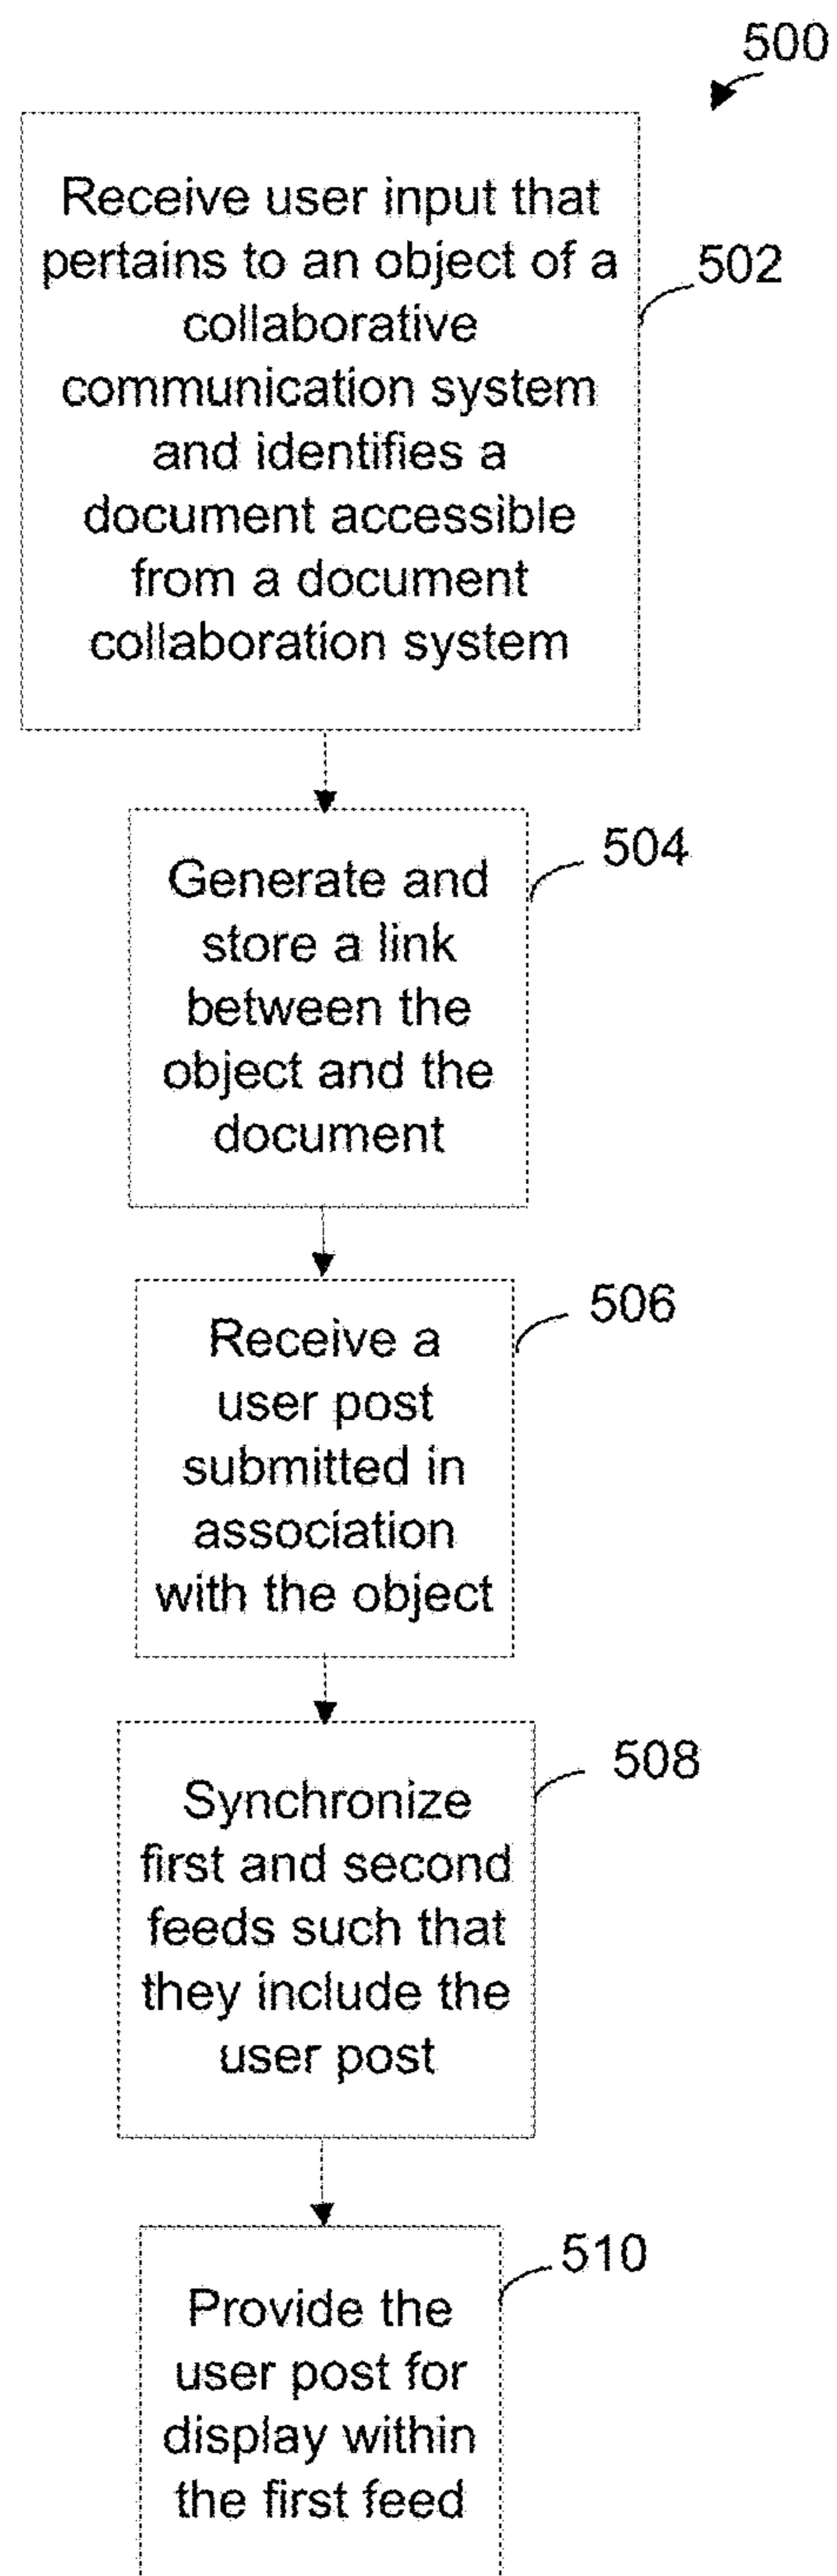 500
Receive user input that
pertains to an object of a
collaborative
communication system
and identifies a
document accessible
from a document
collaboration system
502
Generate and
store a link
between the
object and the
document
504
Receive a
user post
submitted in
association
with the object
506
Synchronize
first and second
feeds such that
they include the
user post
508
Provide the
user post for
display within
the first feed
510